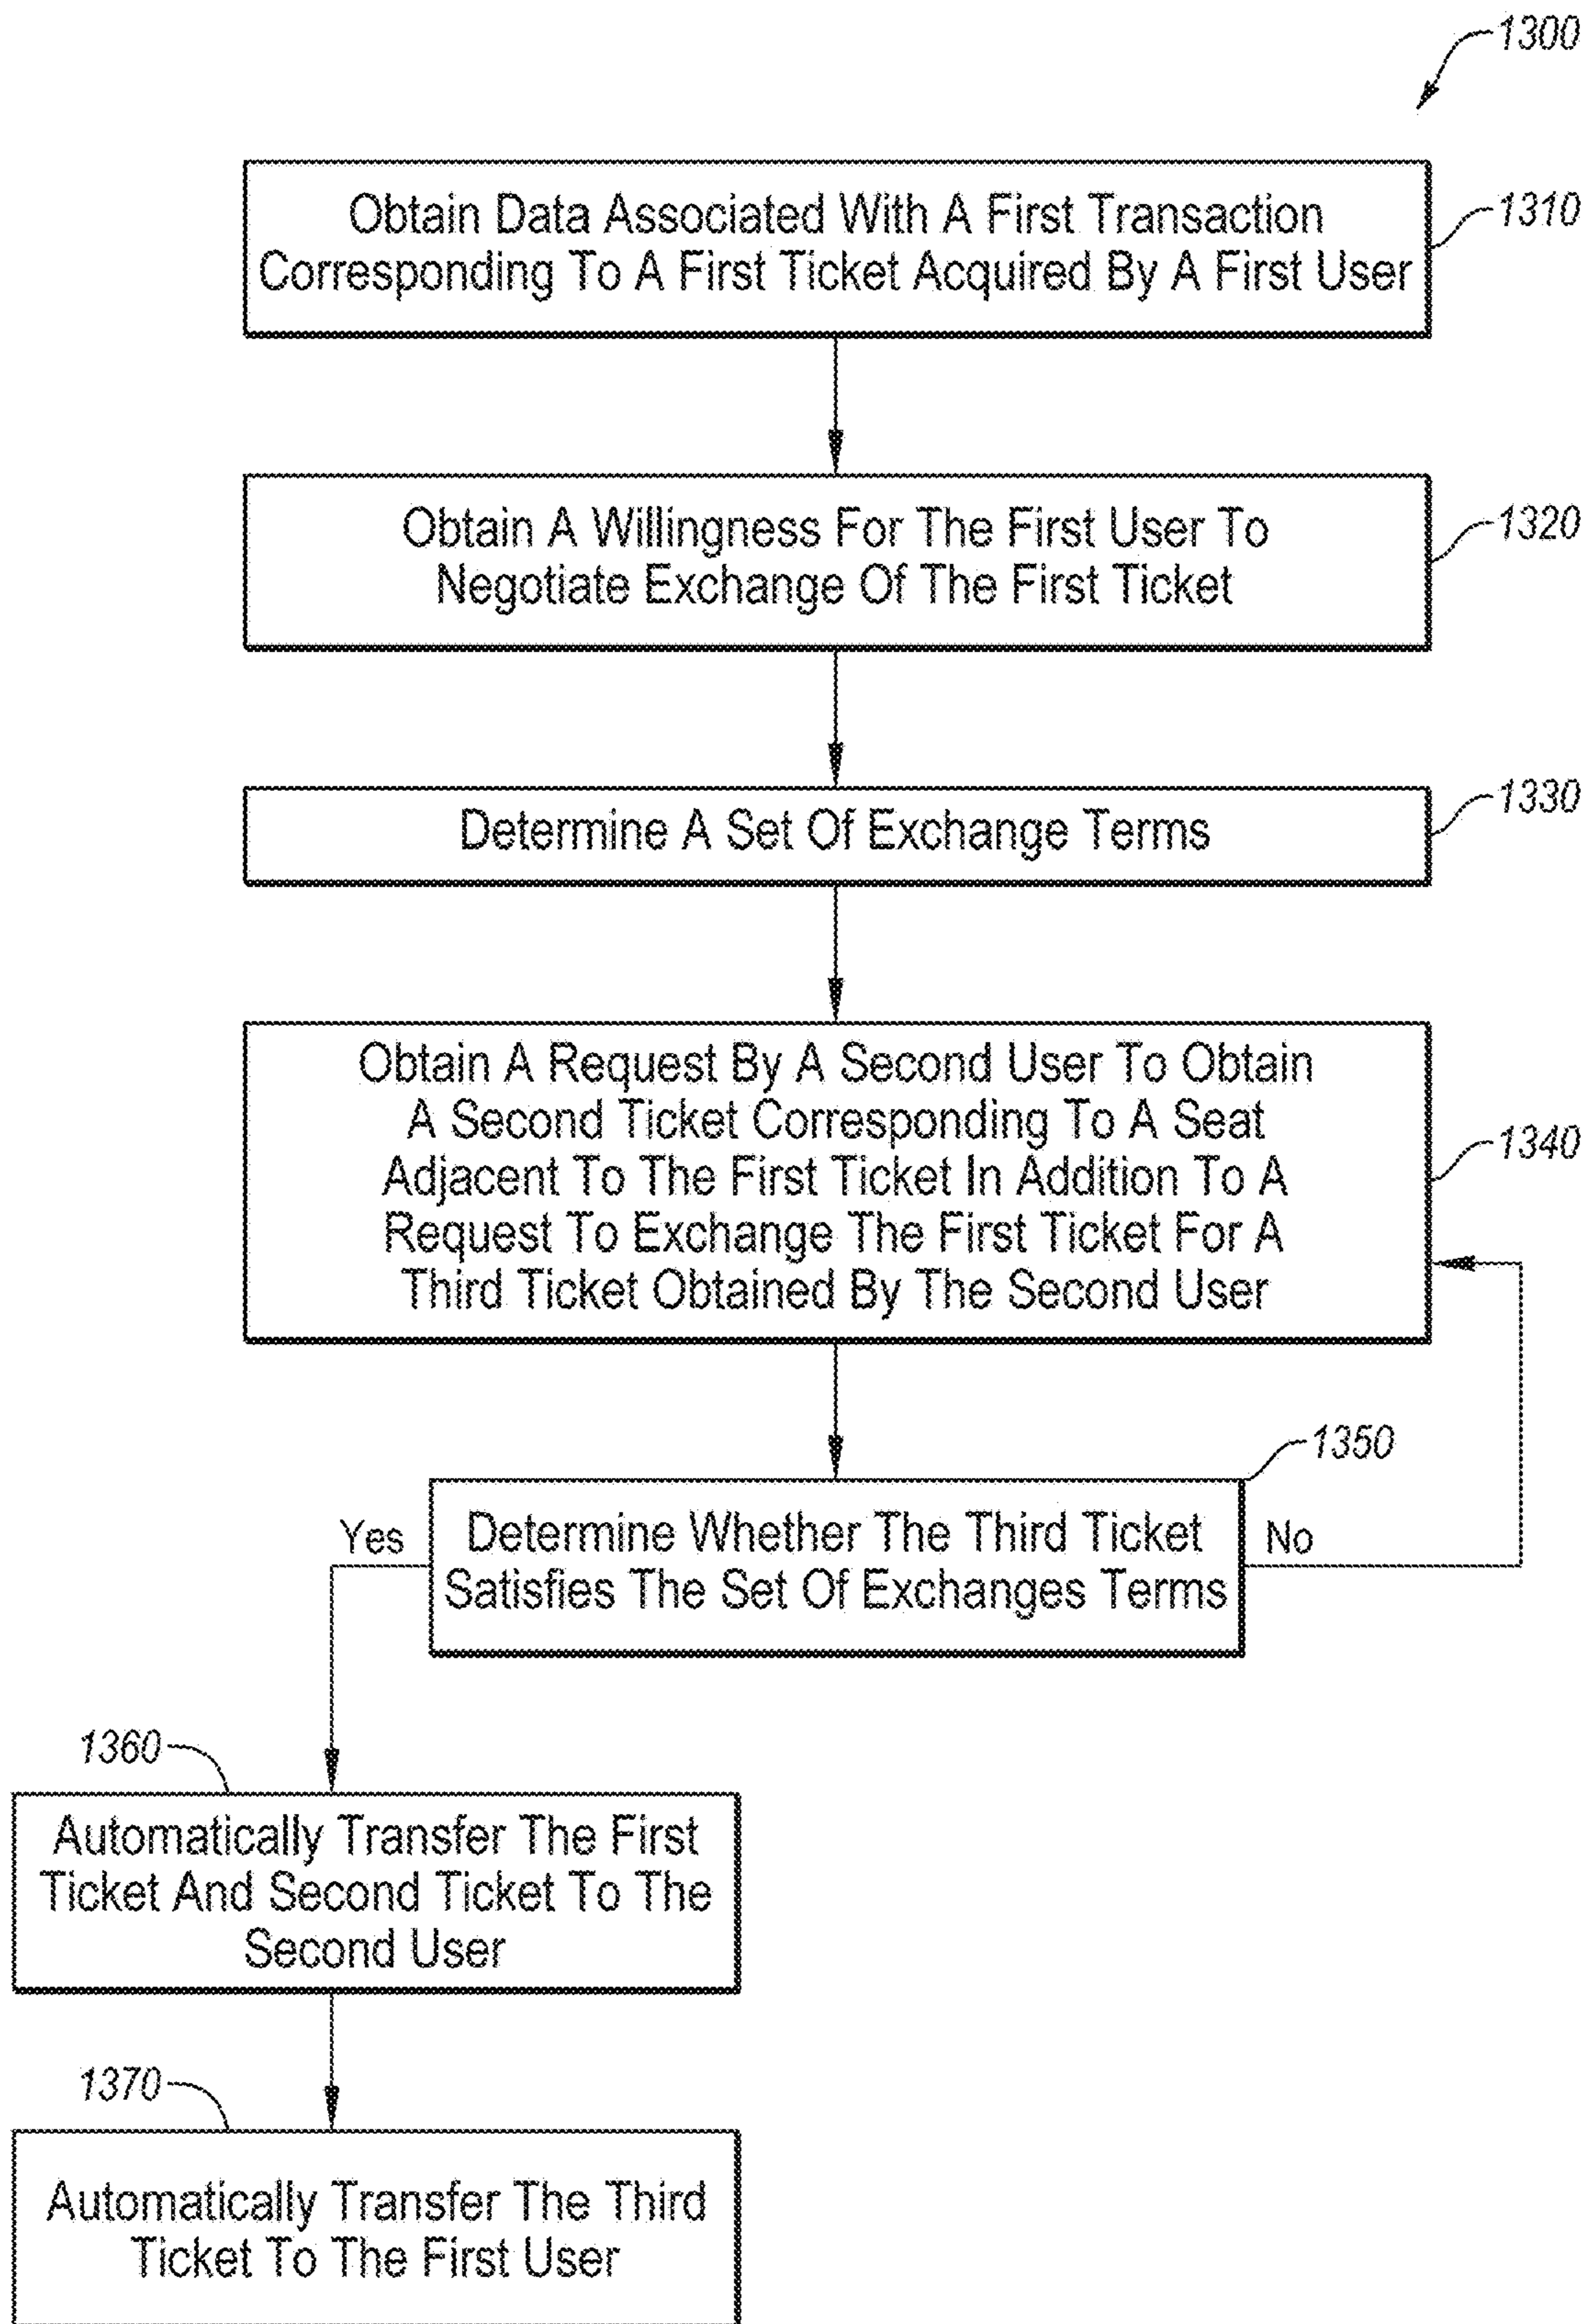 1300
Obtain Data Associated With A First Transaction
Corresponding To A First Ticket Acquired By A First User
1310
Obtain A Willingness For The First User To
Negotiate Exchange Of The First Ticket
1320
Determine A Set Of Exchange Terms
1330
Obtain A Request By A Second User To Obtain
A Second Ticket Corresponding To A Seat
Adjacent To The First Ticket In Addition To A
Request To Exchange The First Ticket For A
Third Ticket Obtained By The Second User
1340
1350
Yes
Determine Whether The Third Ticket
Satisfies The Set Of Exchanges Terms
No
1360
Automatically Transfer The First
Ticket And Second Ticket To The
Second User
1370
Automatically Transfer The Third
Ticket To The First User